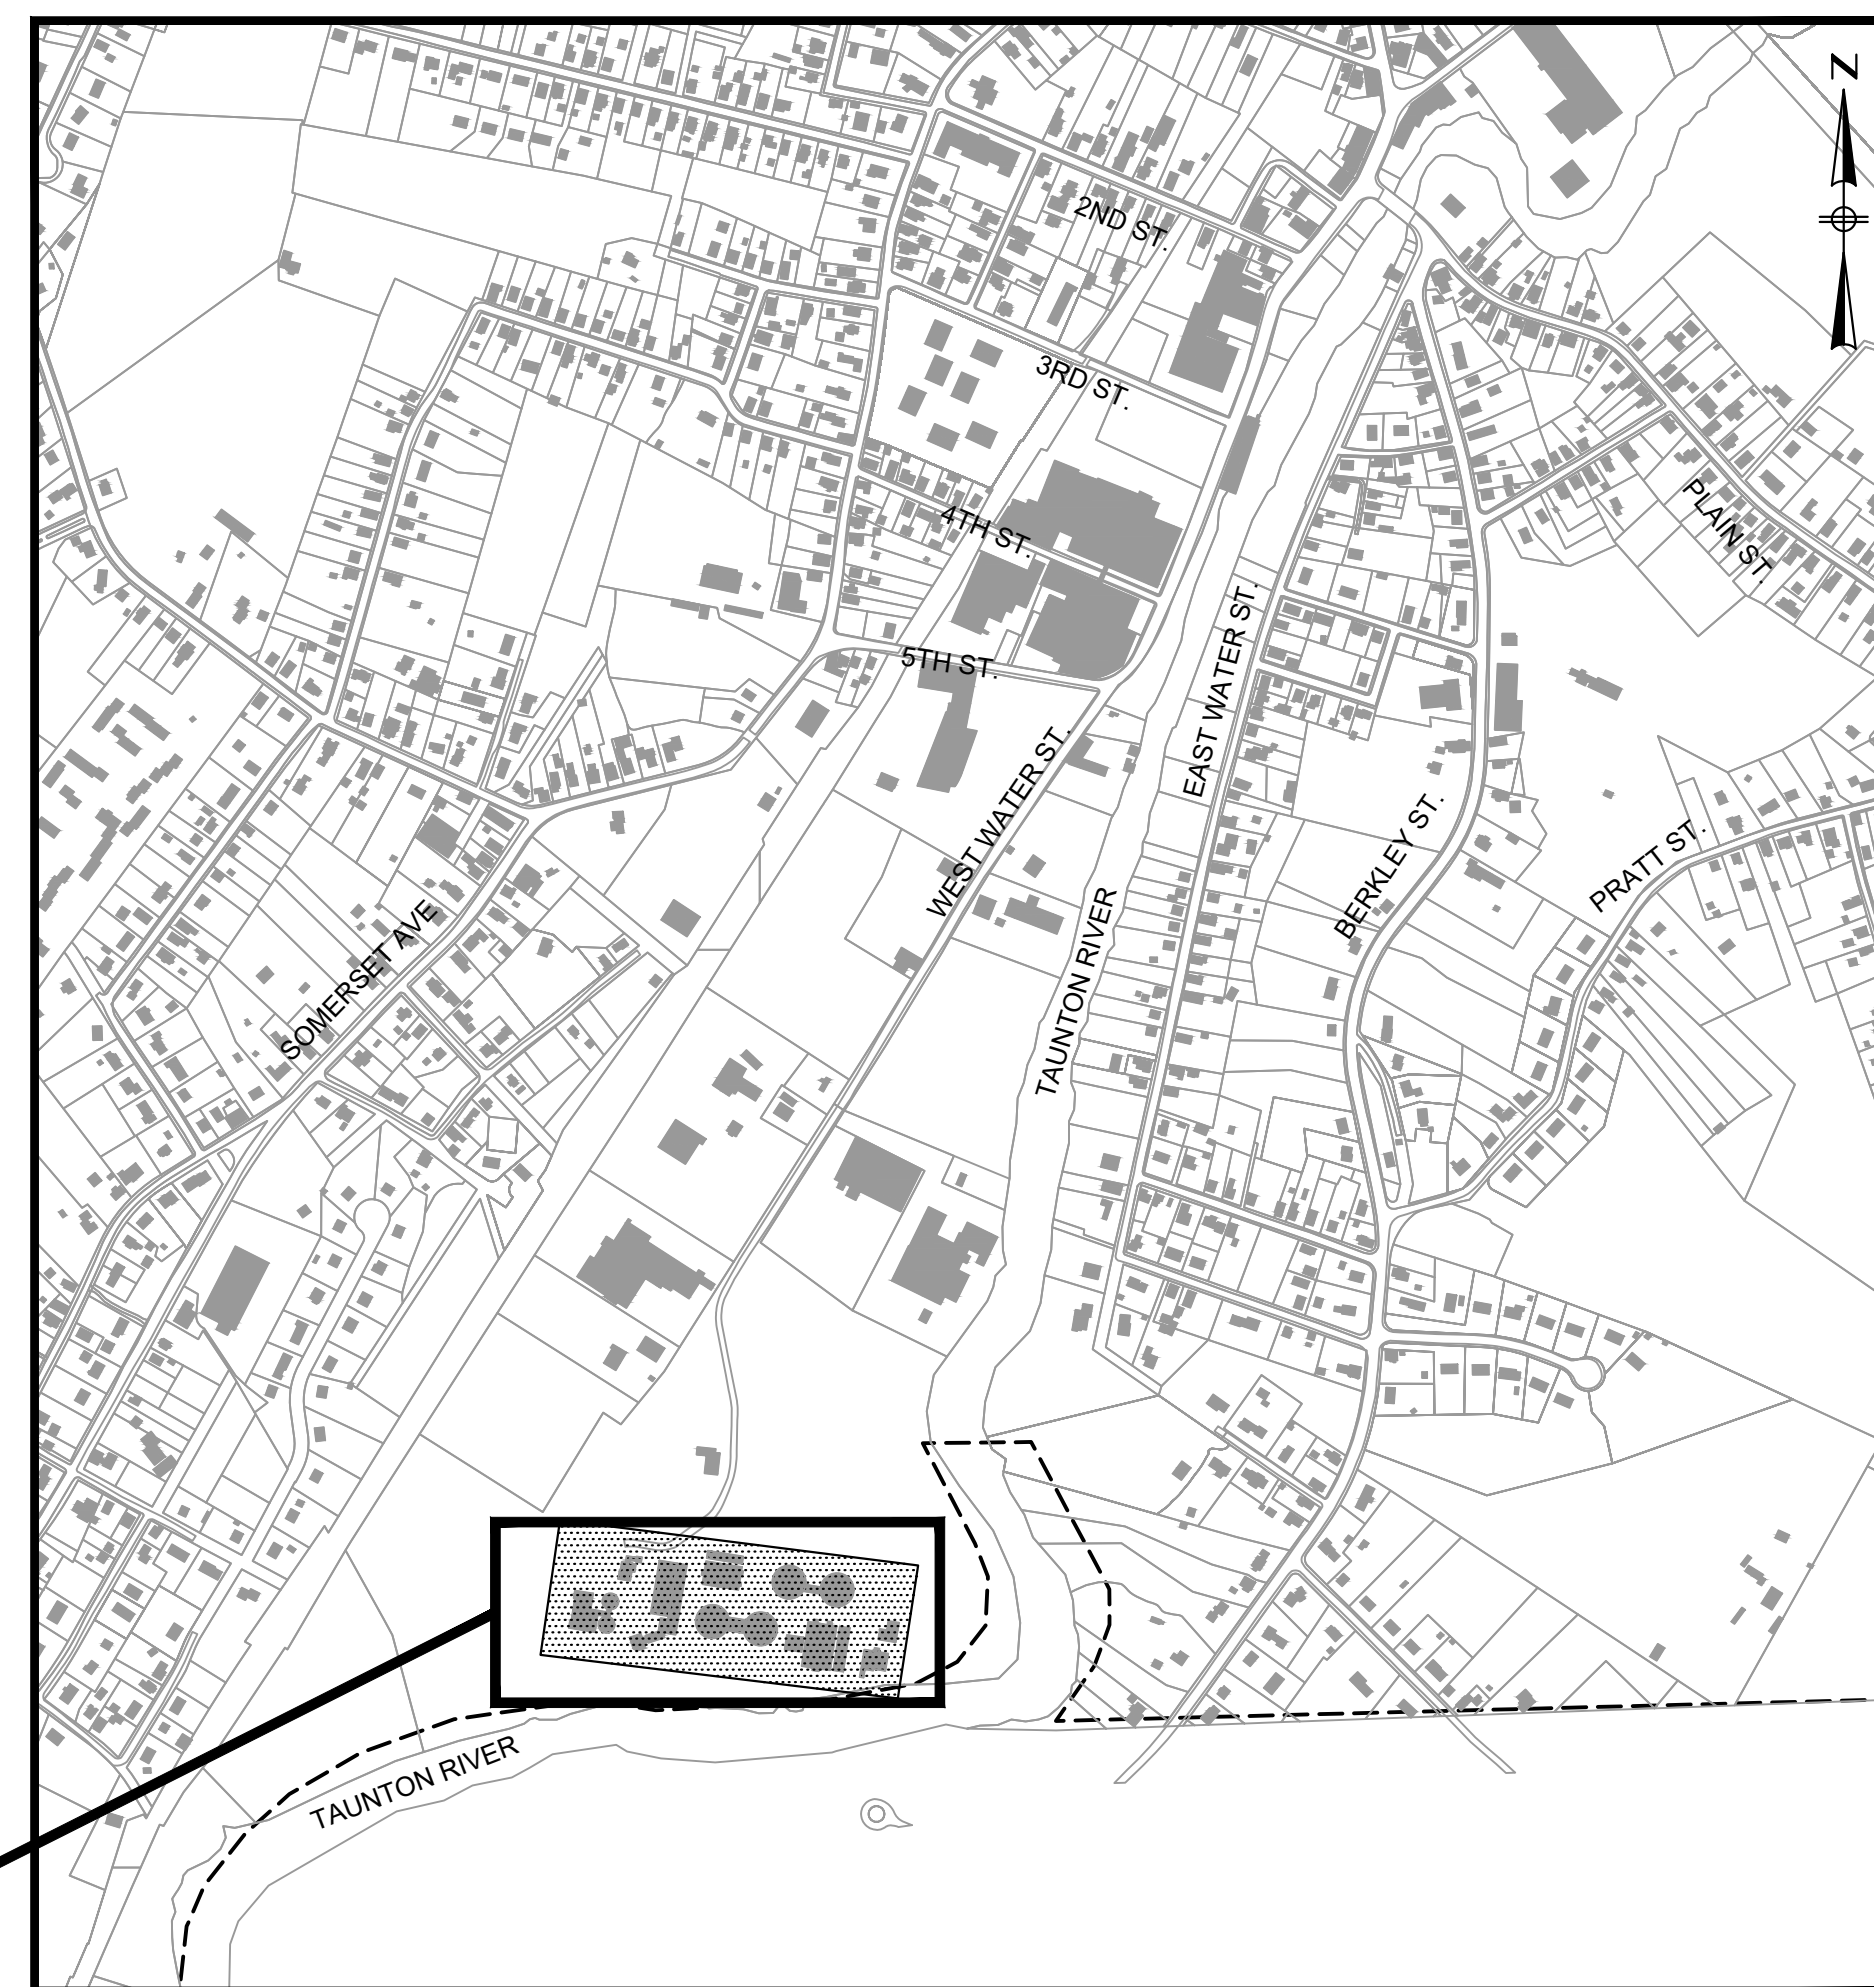 N
2ND ST.
3RD ST.
PLAIN ST.
4TH ST.
5TH ST.
EAST WATER ST.
WEST WATER ST.
BERKLEY ST.
PRATT ST.
SOMERSET AVE
TAUNTON RIVER
TAUNTON RIVER